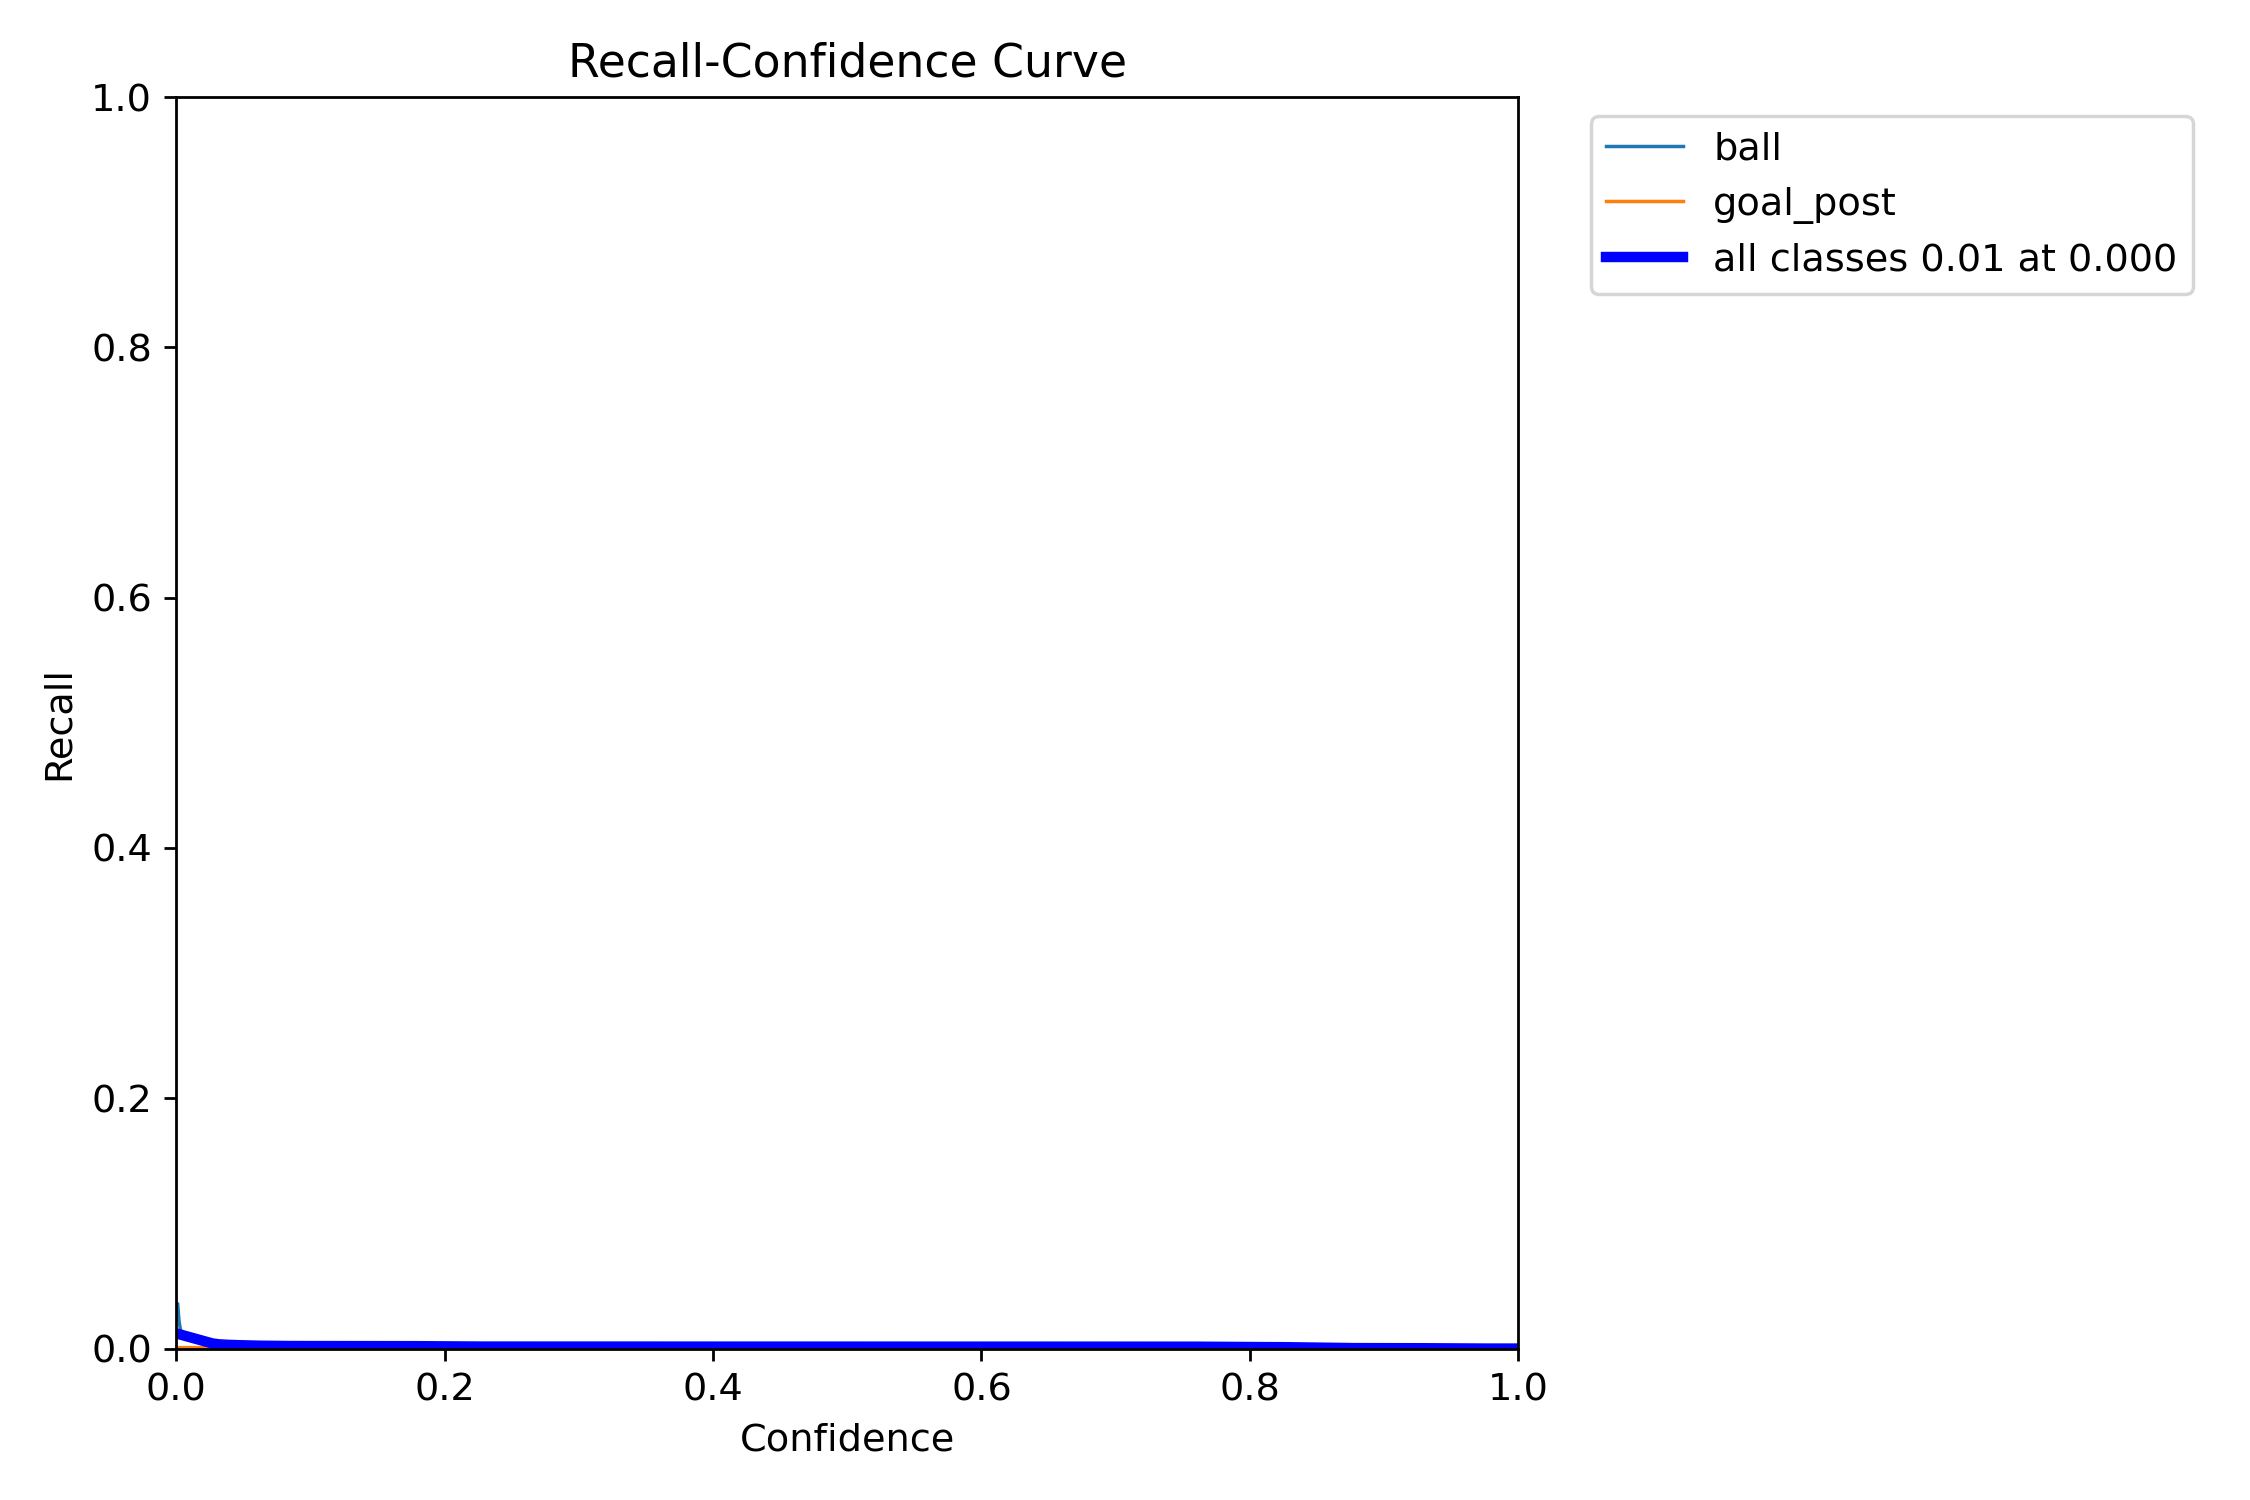 Recall-Confidence Curve
1.0
0.8
0.6
0.4
0.2
0.0
Recall
0.0 0.2 0.4 0.6 0.8 1.0
Confidence
ball
goal_post
all classes 0.01 at 0.000